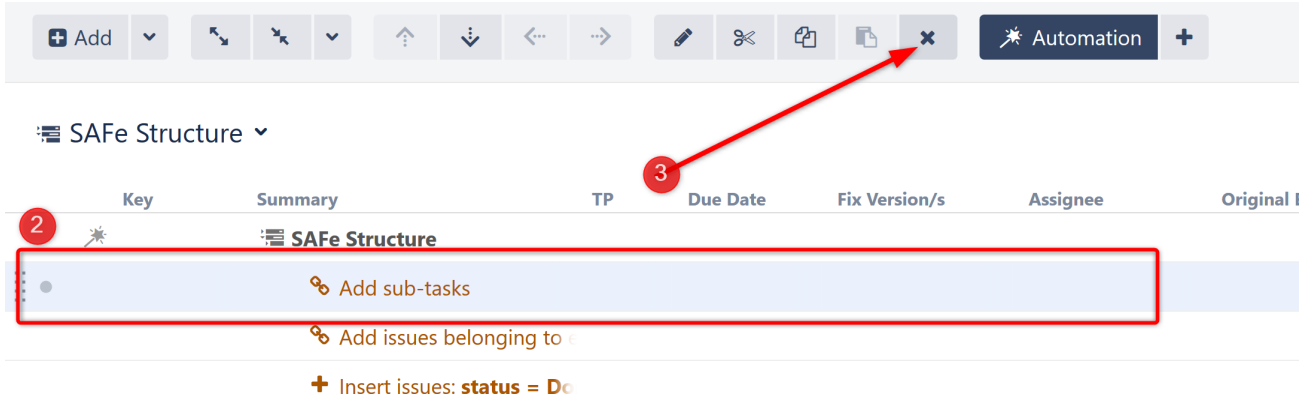 Add Automation
SAFe Structure
3
Key Summary TP Due Date Fix Version/s Assignee Original
2
SAFe Structure
Add sub-tasks
Add issues belonging to
Insert issues: status = Do